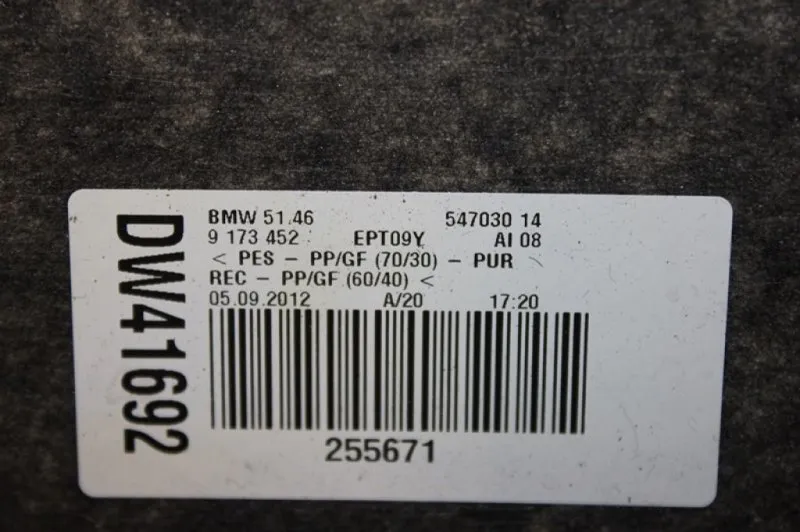 DW41692
BMW 51.46 547030 14
9 173 452 EPT09Y AI 08
< PES - PP/GF (70/30) - PUR
REC - PP/GF (60/40) <
05.09.2012 A/20 17:20
255671